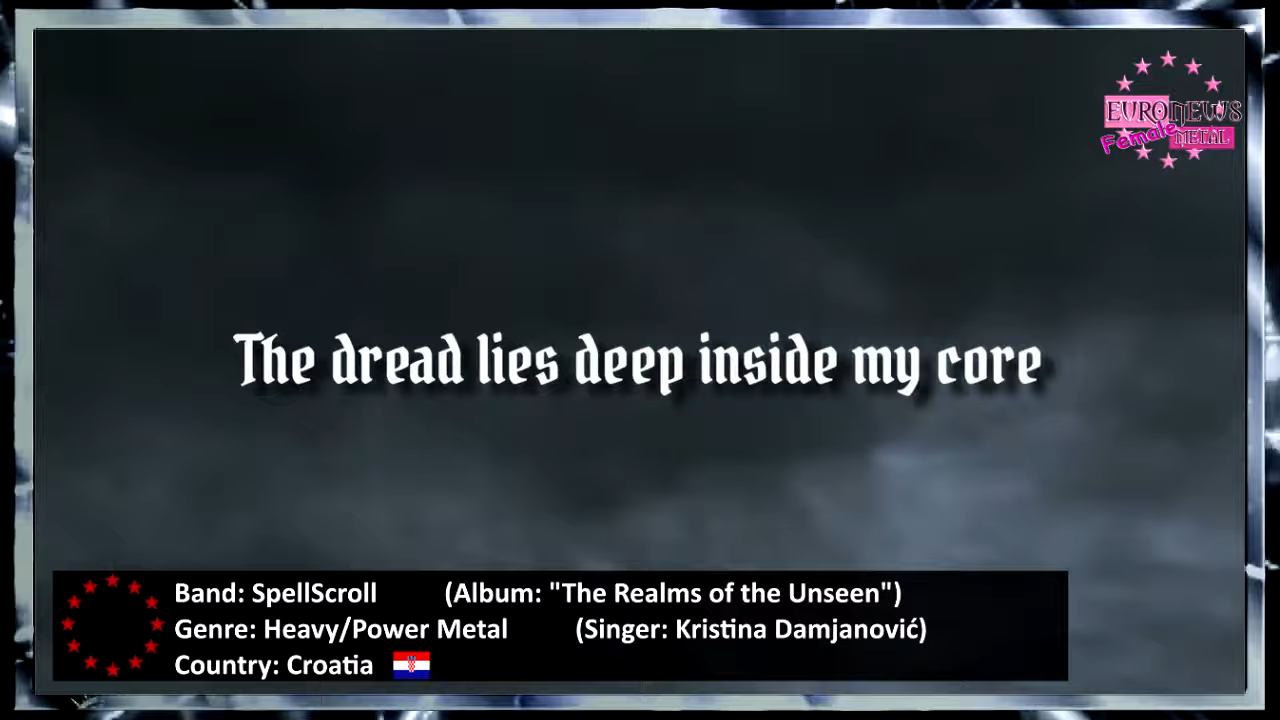 EURONEWS
Female METAL
The dread lies deep inside my core
Band: SpellScroll (Album: "The Realms of the Unseen")
Genre: Heavy/Power Metal (Singer: Kristina Damjanović)
Country: Croatia